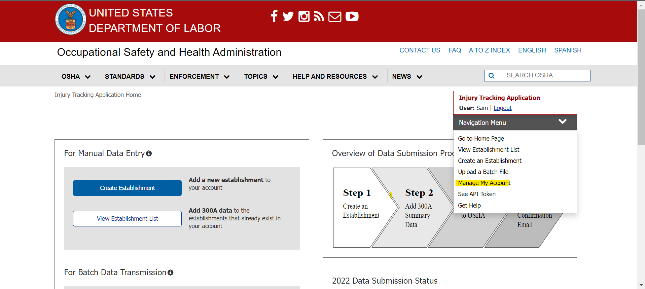 UNITED STATES
DEPARTMENT OF LABOR
Occupational Safety and Health Administration
CONTACT US FAQ A TO Z INDEX ENGLISH SPANISH
OSHA STANDARDS ENFORCEMENT TOPICS HELP AND RESOURCES NEWS
SEARCH OSHA
Injury Tracking Application Home
Injury Tracking Application
User: Sam | Logout
Navigation Menu
Go to Home Page
View Establishment List
Create an Establishment
Upload a Batch File
Manage My Account
See API Token
Get Help
For Manual Data Entry
Create Establishment
Add a new establishment to
your account
View Establishment List
Add 300A data to the
establishments that already exist in
your account
For Batch Data Transmission
Overview of Data Submission Proc
Step 1
Create an
Establishment
Step 2
Add 300A
Summary
Data
to OSHA
Confirmation
Email
2022 Data Submission Status